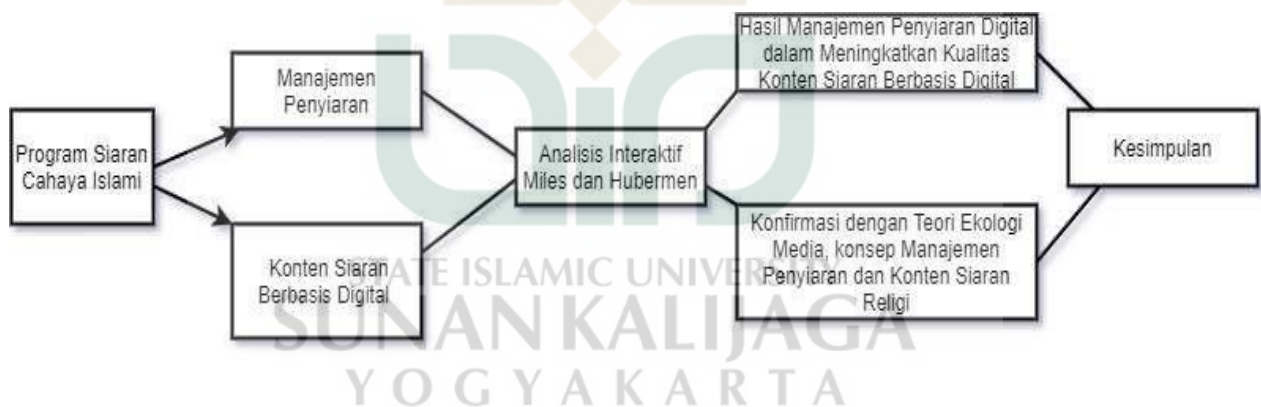 Program Siaran
Cahaya Islami
Manajemen
Penyiaran
Konten Siaran
Berbasis Digital
Analisis Interaktif
Miles dan Hubermen
Hasil Manajemen Penyiaran Digital
dalam Meningkatkan Kualitas
Konten Siaran Berbasis Digital
Konfirmasi dengan Teori Ekologi
Media, konsep Manajemen
Penyiaran dan Konten Siaran
Religi
Kesimpulan
STATE ISLAMIC UNIVERSITY
SUNAN KALIJAGA
YOGYAKARTA